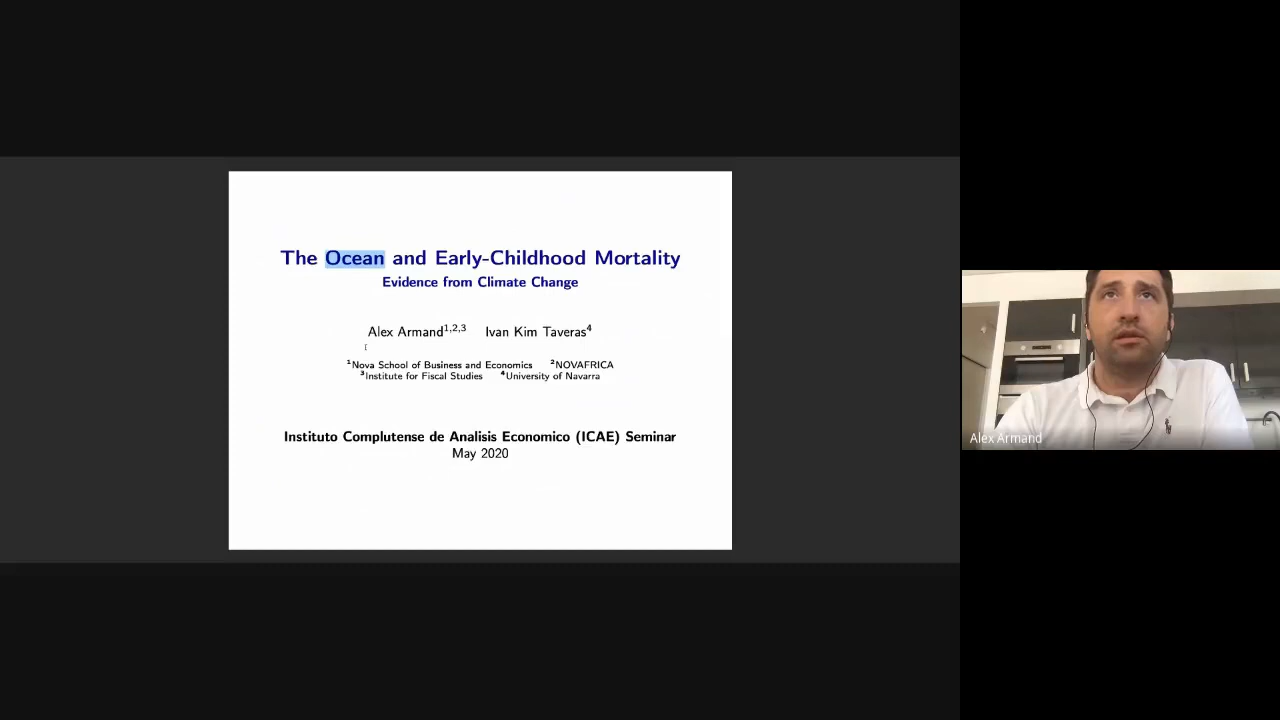 The Ocean and Early-Childhood Mortality
Evidence from Climate Change
Alex Armand1,2,3 Ivan Kim Taveras4
1Nova School of Business and Economics 2NOVAFRICA
3Institute for Fiscal Studies 4University of Navarra
Instituto Complutense de Analisis Economico (ICAE) Seminar
May 2020
Alex Armand